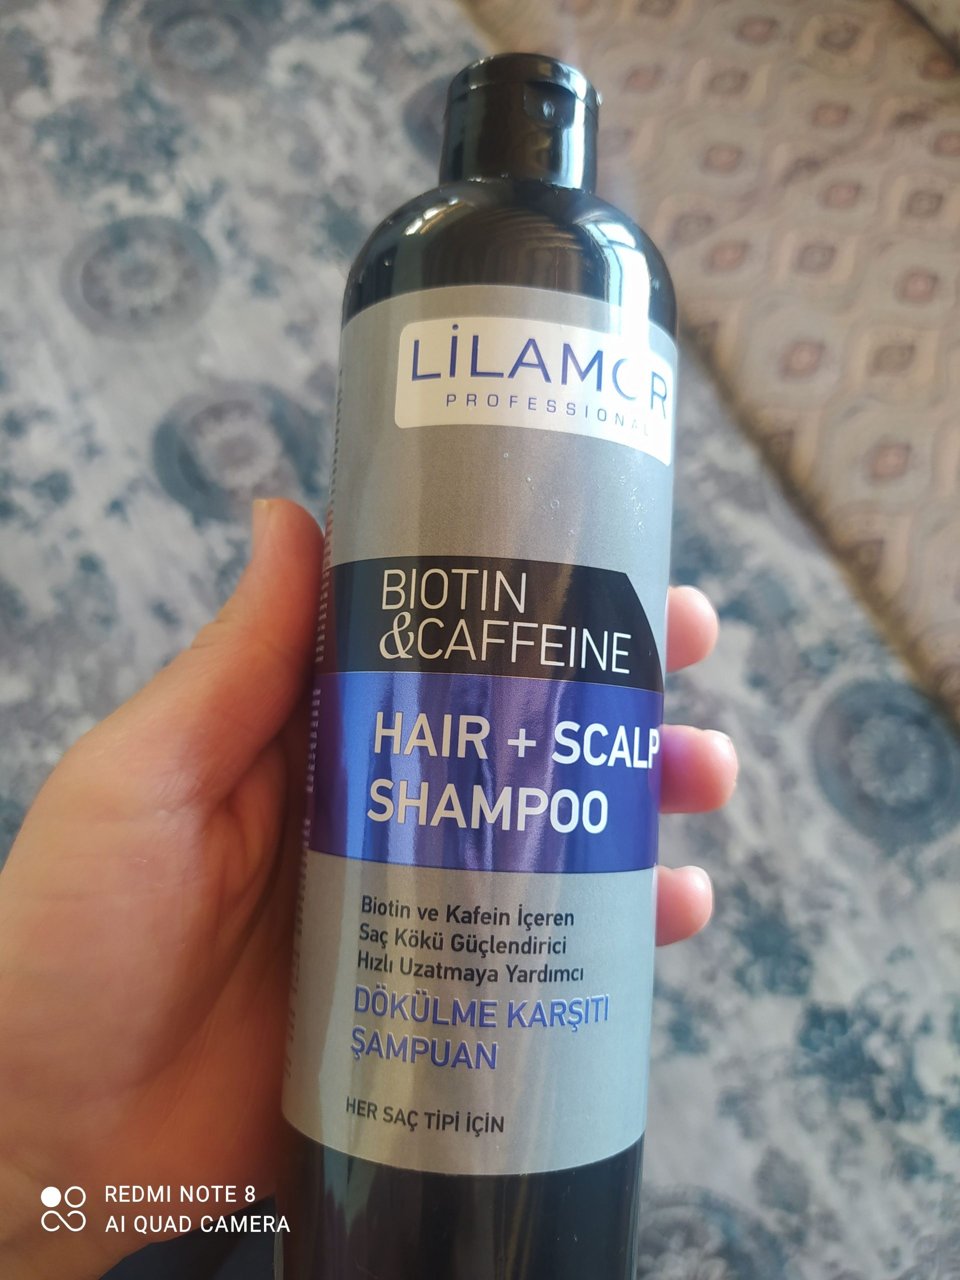 LİLAMOR
PROFESSIONAL
BIOTIN
&CAFFEINE
HAIR + SCALP
SHAMPOO
Biotin ve Kafein İçeren
Saç Kökü Güçlendirici
Hızlı Uzatmaya Yardımcı
DÖKÜLME KARŞITI
ŞAMPUAN
HER SAÇ TİPİ İÇİN
REDMI NOTE 8
AI QUAD CAMERA